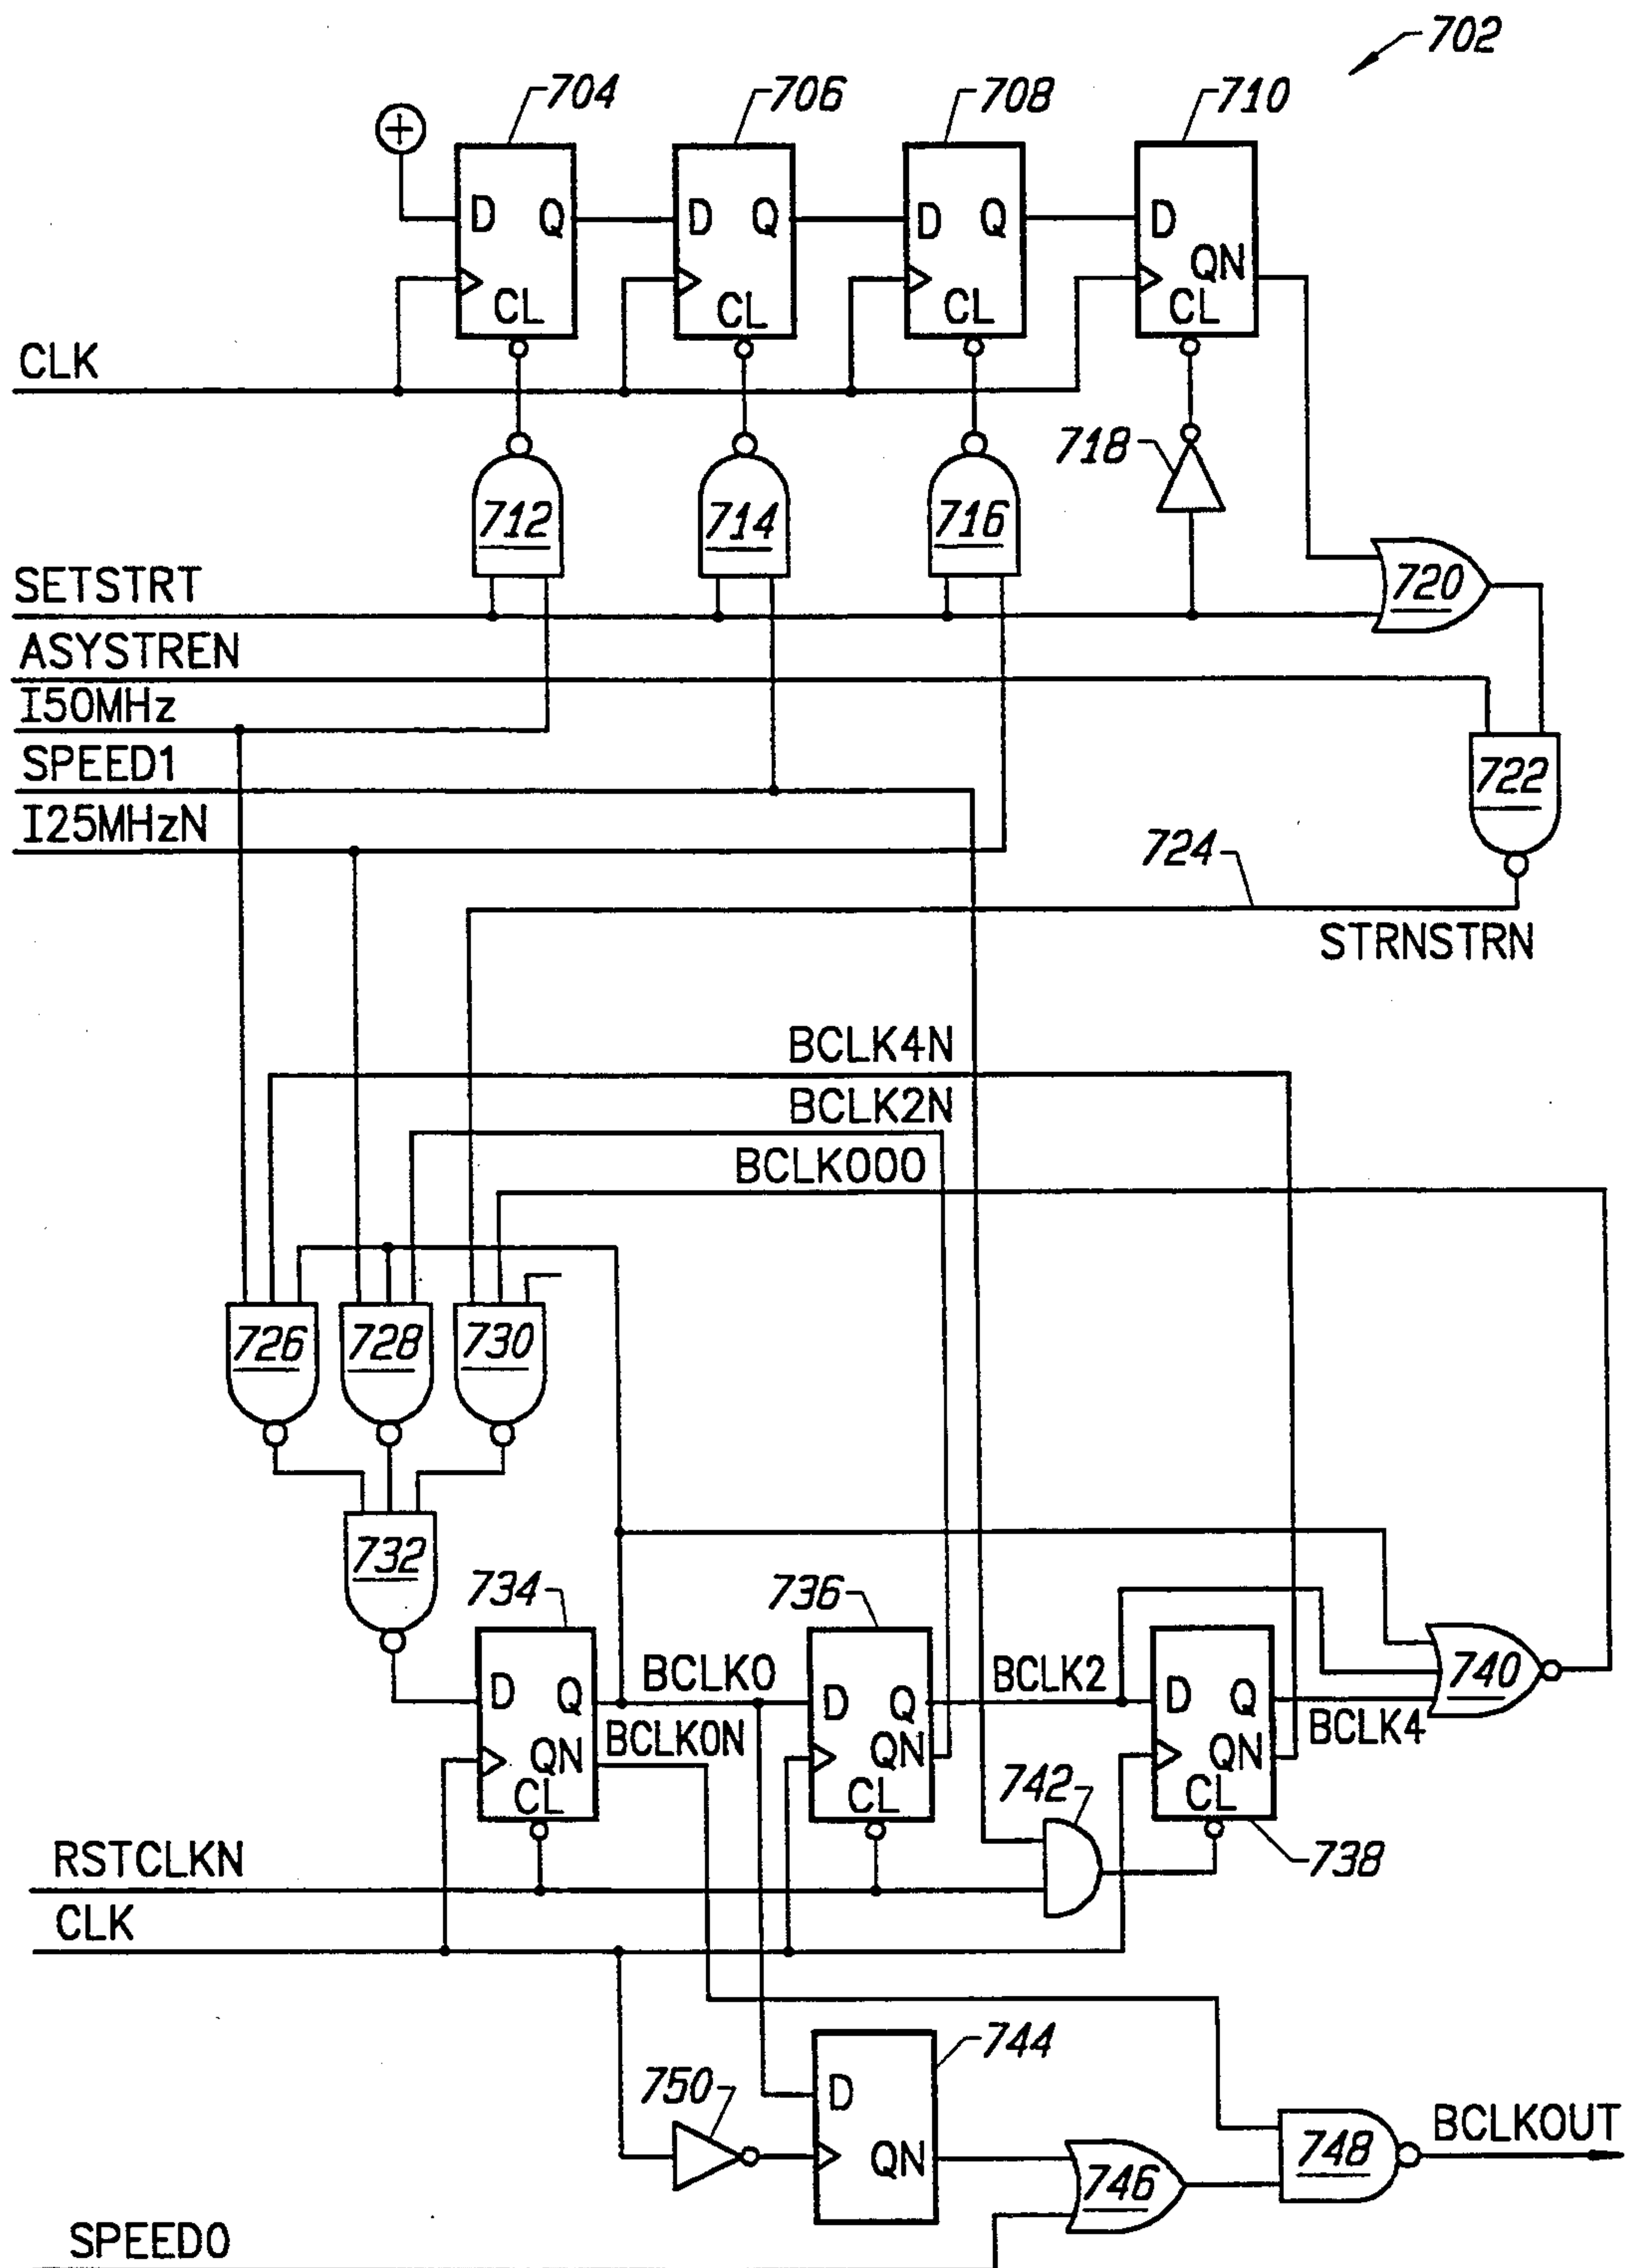 702
704
706
708
710
+
D Q
CL
D Q
CL
D Q
CL
D
QN
CL
CLK
718
712
714
716
SETSTRT
720
ASYSTREN
I50MHz
SPEED1
722
I25MHzN
724
STRNSTRN
BCLK4N
BCLK2N
BCLK000
726
728
730
732
734
736
D Q
QN
CL
BCLK0
BCLK0N
D Q
QN
CL
BCLK2
D Q
QN
CL
740
BCLK4
742
738
RSTCLKN
CLK
744
750
D
QN
746
748
BCLKOUT
SPEED0